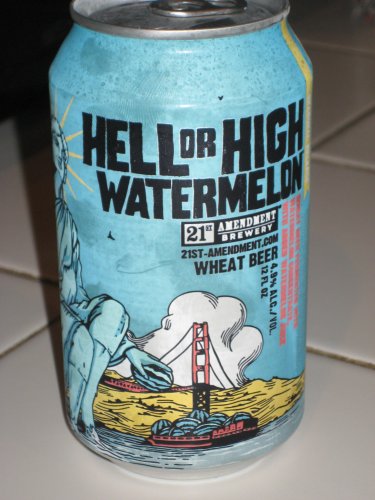 HELL OR HIGH
WATERMELON
21ST AMENDMENT
BREWERY
21ST-AMENDMENT.COM
WHEAT BEER
4.9% ALC./VOL.
12 FL OZ